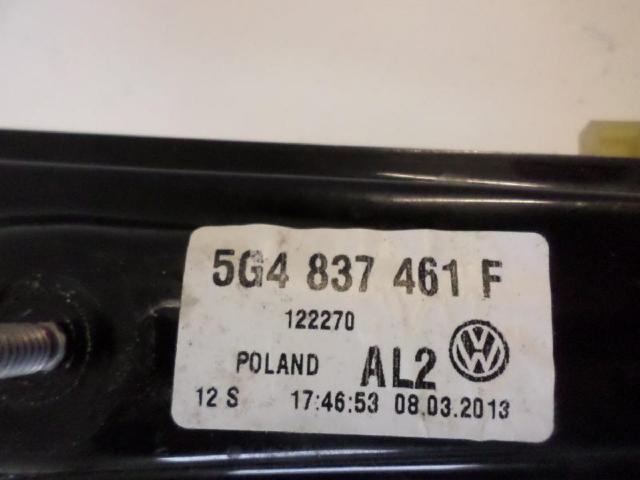 5G4 837 461 F
122270
POLAND AL2
12 S 17:46:53 08.03.2013